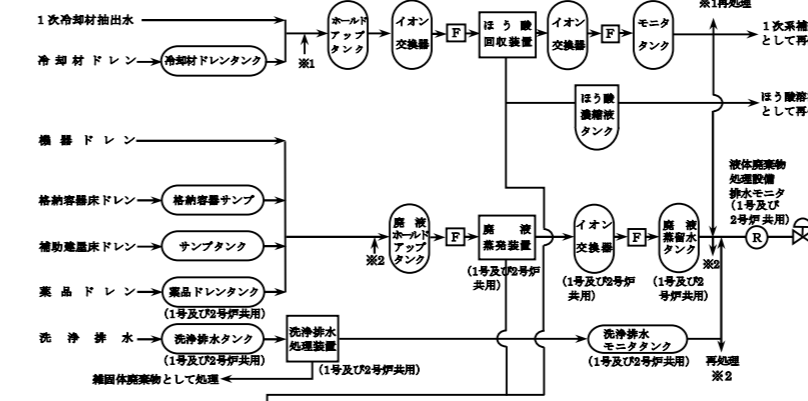 ※1再処理
1次冷却材抽出水
ホールド
アップ
タンク
イオン
交換器
F
ほう酸
回収装置
イオン
交換器
F
モニタ
タンク
1次系補
として再
冷却材ドレン
冷却材ドレンタンク
※1
ほう酸
濃縮液
タンク
ほう酸溶
として再
機器ドレン
液体廃棄物
処理設備
排水モニタ
(1号及び
2号炉共用)
格納容器床ドレン
格納容器サンプ
補助建屋床ドレン
サンプタンク
※2
廃液
ホールド
アップ
タンク
F
廃液
蒸発装置
(1号及び2号炉
共用)
イオン
交換器
(1号及び2号炉
共用)
F
廃液
蒸留水
タンク
(1号及び
2号炉共用)
※2
R
薬品ドレン
薬品ドレンタンク
(1号及び2号炉共用)
洗浄排水
洗浄排水タンク
(1号及び2号炉共用)
洗浄排水
処理装置
(1号及び2号炉共用)
洗浄排水
モニタタンク
(1号及び2号炉共用)
再処理
※2
雑固体廃棄物として処理